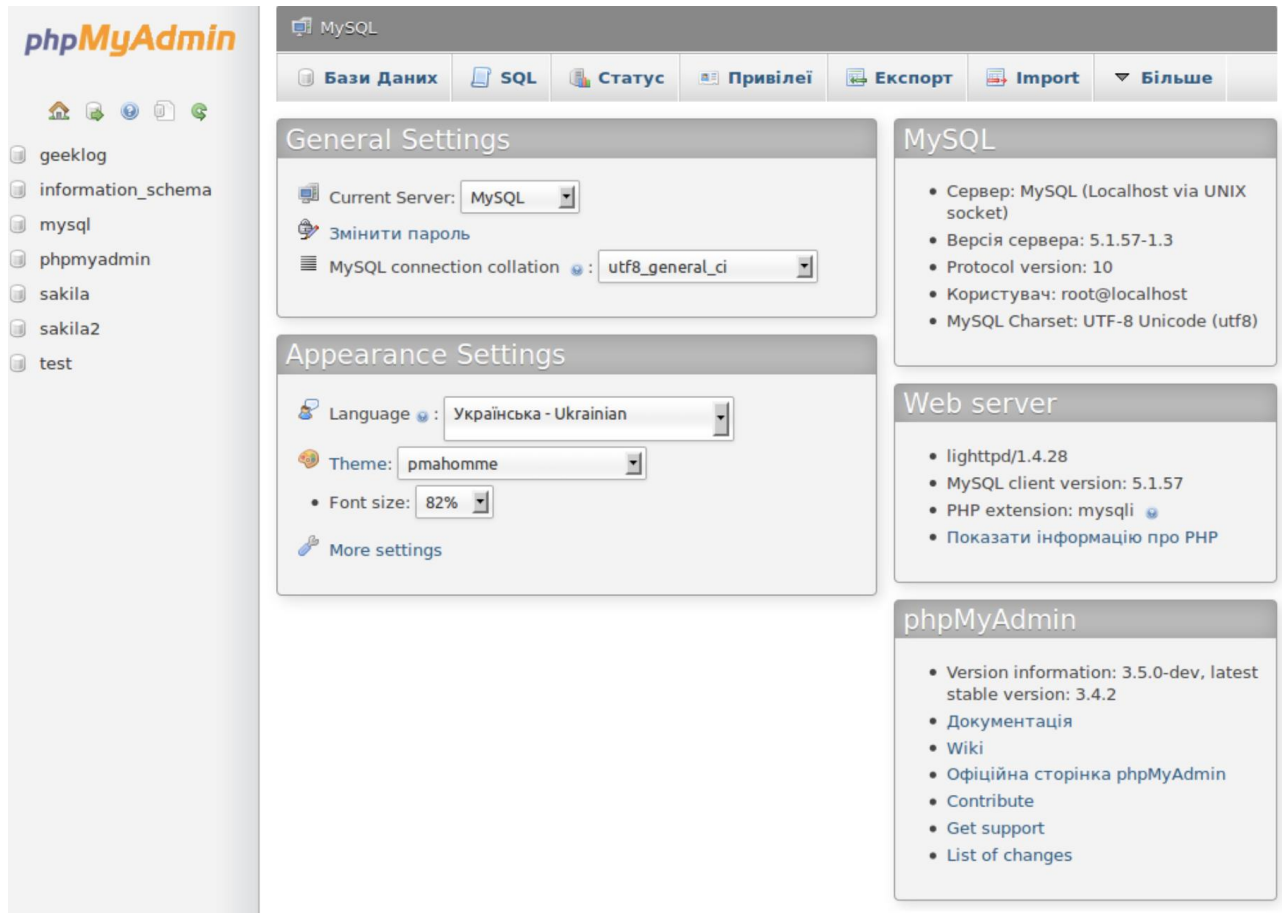 phpMyAdmin
geeklog
information_schema
mysql
phpmyadmin
sakila
sakila2
test
MySQL
Бази Даних SQL Статус Привілеї Експорт Import Більше
General Settings
Current Server: MySQL
Змінити пароль
MySQL connection collation : utf8_general_ci
Appearance Settings
Language : Українська - Ukrainian
Theme: pmahomme
• Font size: 82%
More settings
MySQL
• Сервер: MySQL (Localhost via UNIX
socket)
• Версія сервера: 5.1.57-1.3
• Protocol version: 10
• Користувач: root@localhost
• MySQL Charset: UTF-8 Unicode (utf8)
Web server
• lighttpd/1.4.28
• MySQL client version: 5.1.57
• PHP extension: mysqli
• Показати інформацію про PHP
phpMyAdmin
• Version information: 3.5.0-dev, latest
stable version: 3.4.2
• Документація
• Wiki
• Офіційна сторінка phpMyAdmin
• Contribute
• Get support
• List of changes